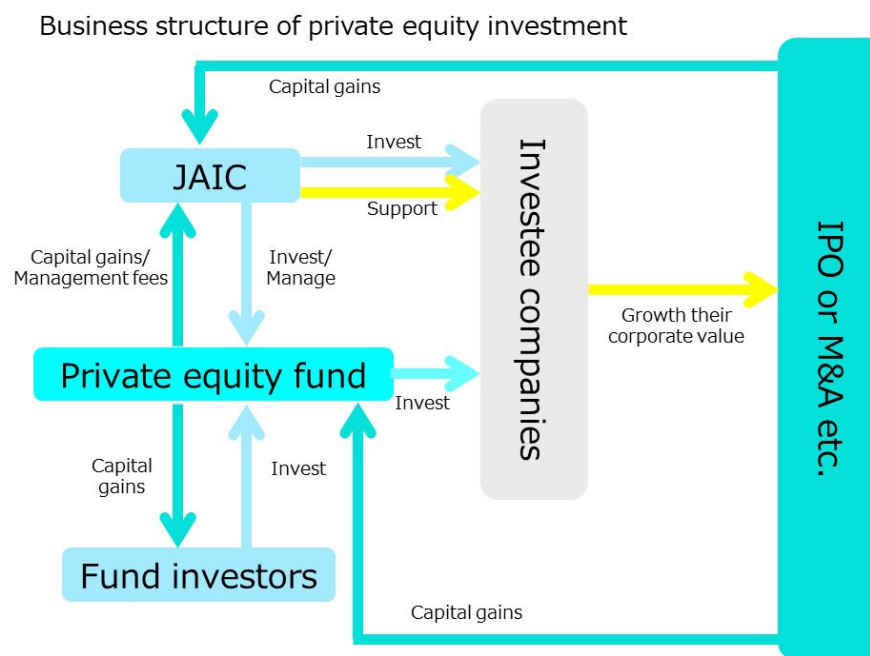 Business structure of private equity investment
Capital gains
JAIC
Invest
Support
Capital gains/
Management fees
Invest/
Manage
Investee companies
IPO or M&A etc.
Growth their
corporate value
Private equity fund
Invest
Capital
gains
Invest
Fund investors
Capital gains